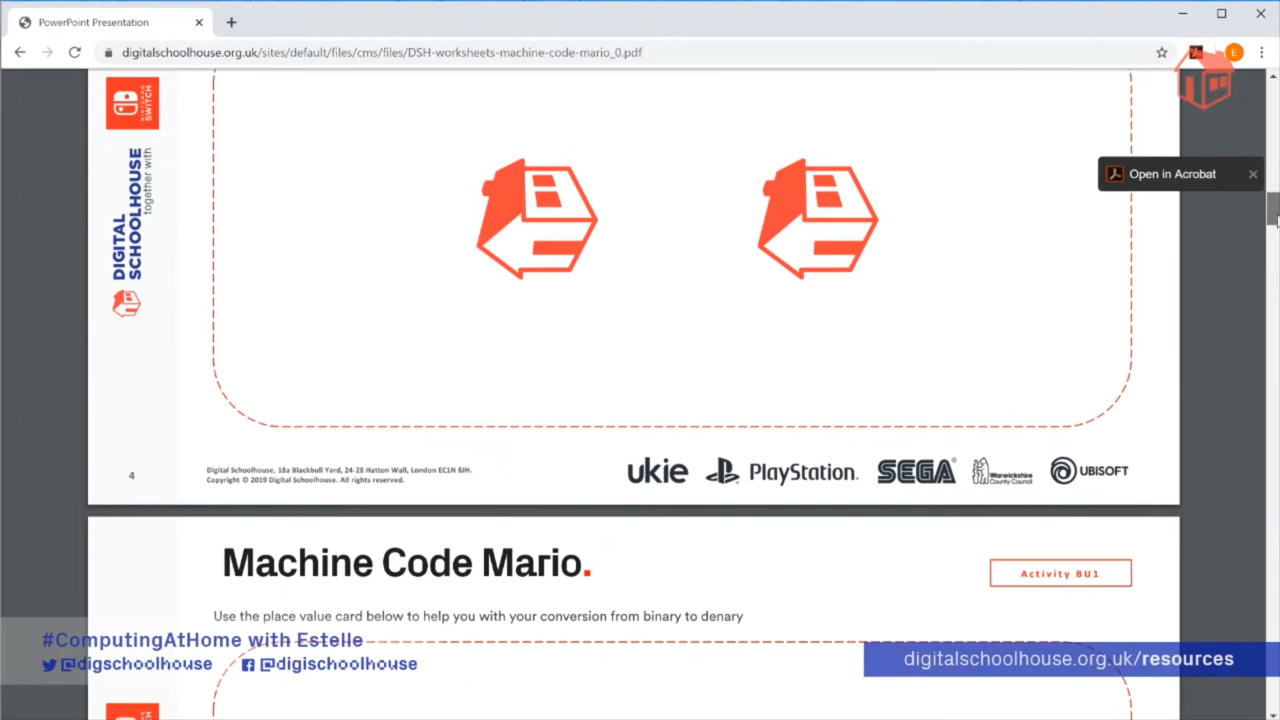 PowerPoint Presentation
digitalschoolhouse.org.uk/sites/default/files/cms/files/DSH-worksheets-machine-code-mario_0.pdf
E
NINTENDO
SWITCH
DIGITAL
SCHOOLHOUSE
together with
Open in Acrobat
4
Digital Schoolhouse, 18a Blackbull Yard, 24-28 Hatton Wall, London EC1N 8JH.
Copyright © 2019 Digital Schoolhouse. All rights reserved.
ukie
PlayStation.
SEGA
Warwickshire
County Council
UBISOFT
Machine Code Mario.
Activity BU1
Use the place value card below to help you with your conversion from binary to denary
#ComputingAtHome with Estelle
@digschoolhouse @digischoolhouse
digitalschoolhouse.org.uk/resources